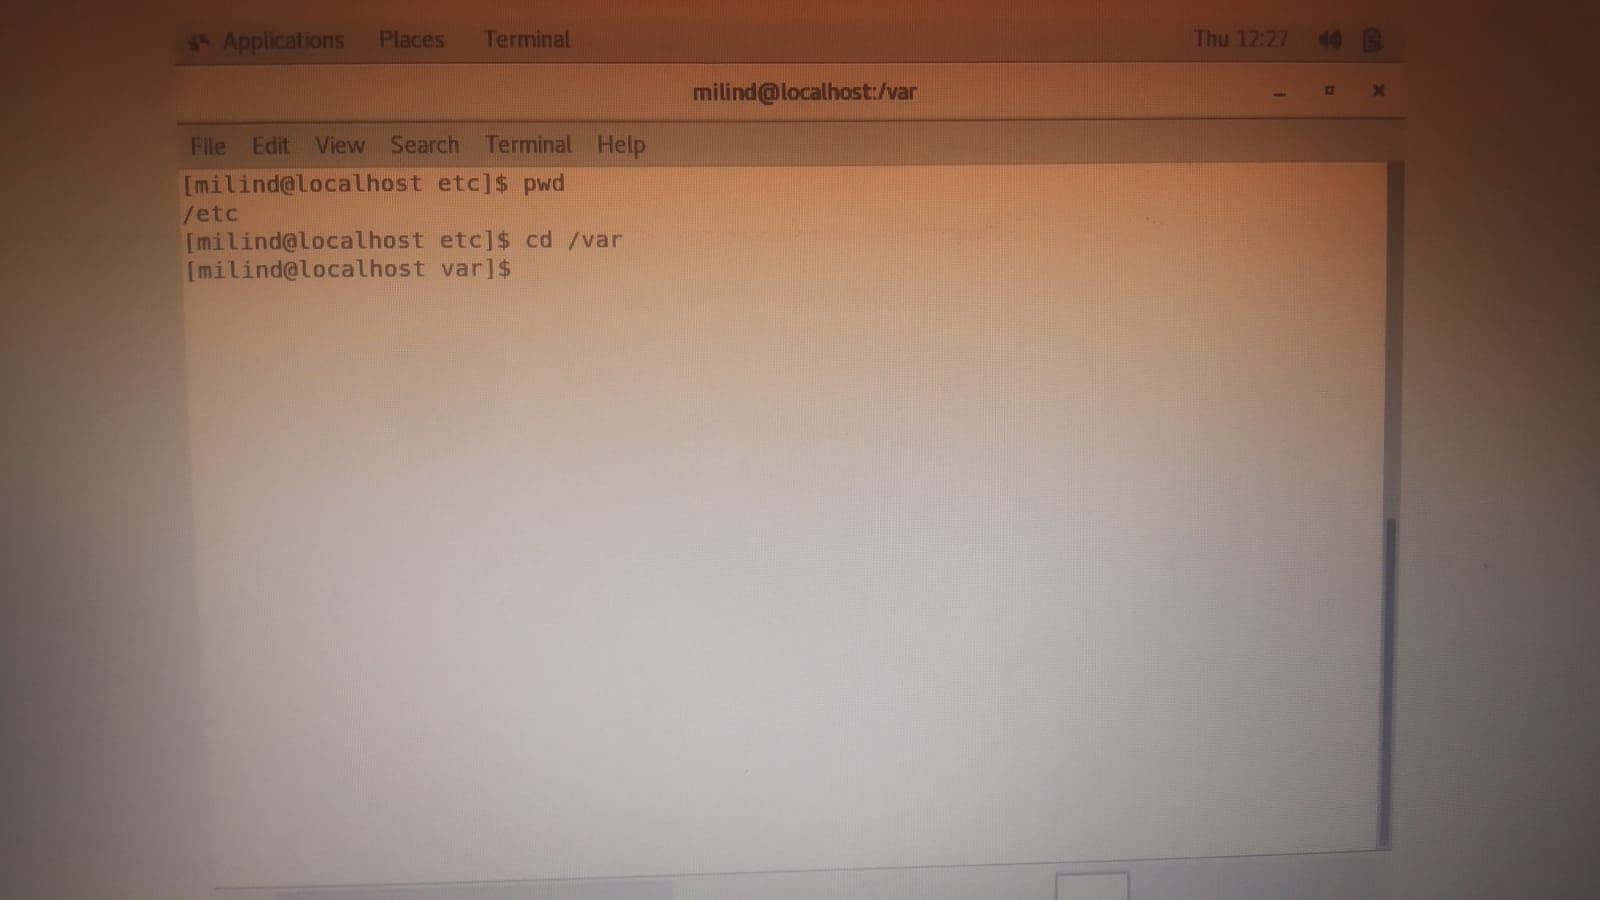 Applications Places Terminal Thu 12:27
milind@localhost:/var
File Edit View Search Terminal Help
[milind@localhost etc]$ pwd
/etc
[milind@localhost etc]$ cd /var
[milind@localhost var]$